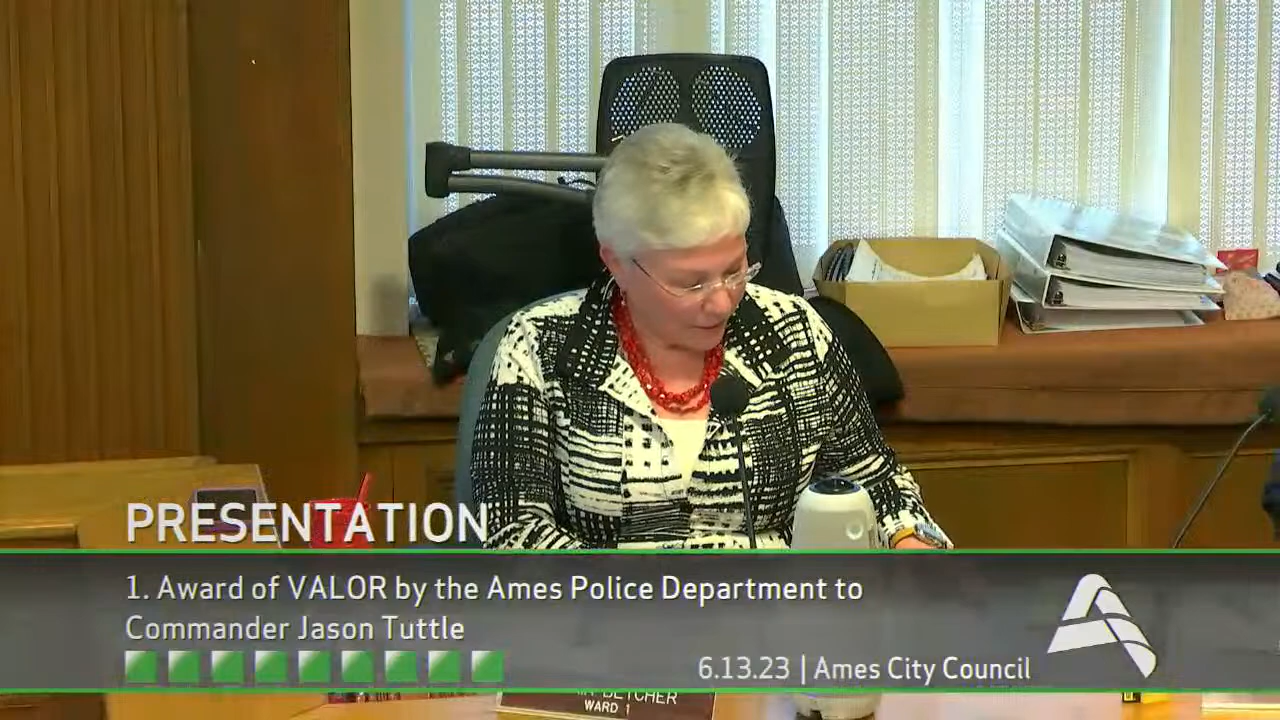 PRESENTATION
1. Award of VALOR by the Ames Police Department to
Commander Jason Tuttle
6.13.23 | Ames City Council
BETCHER
WARD 1